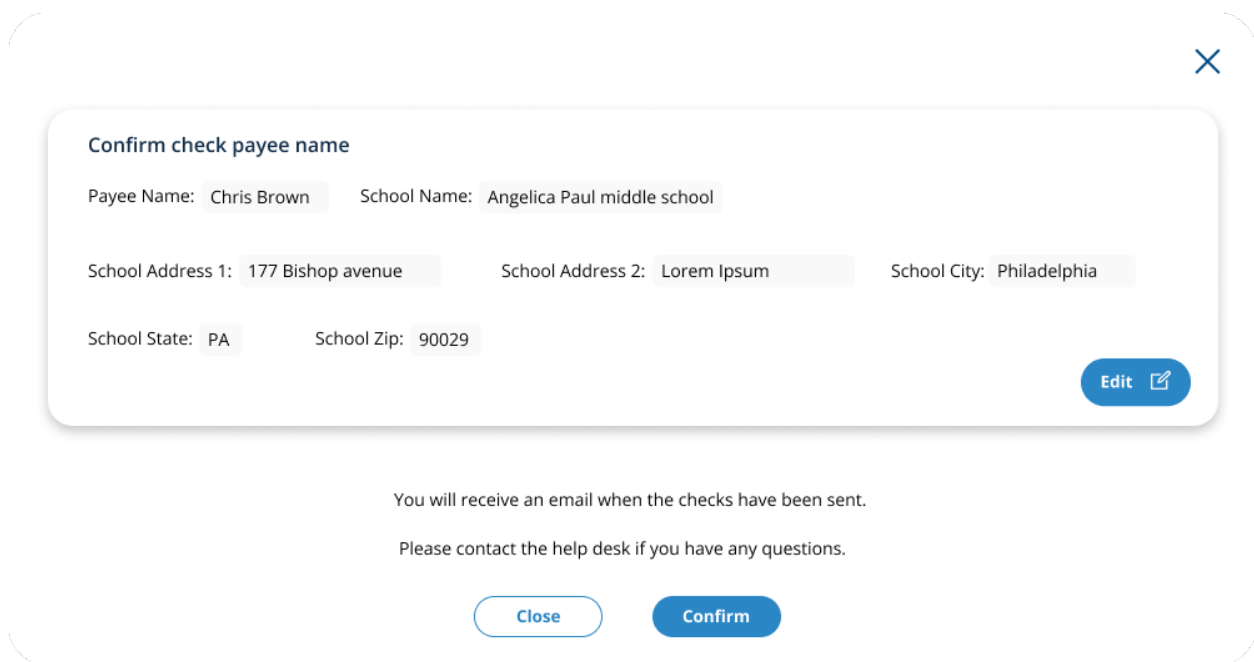 Confirm check payee name
Payee Name: Chris Brown School Name: Angelica Paul middle school
School Address 1: 177 Bishop avenue School Address 2: Lorem Ipsum School City: Philadelphia
School State: PA School Zip: 90029
Edit
You will receive an email when the checks have been sent.
Please contact the help desk if you have any questions.
Close Confirm